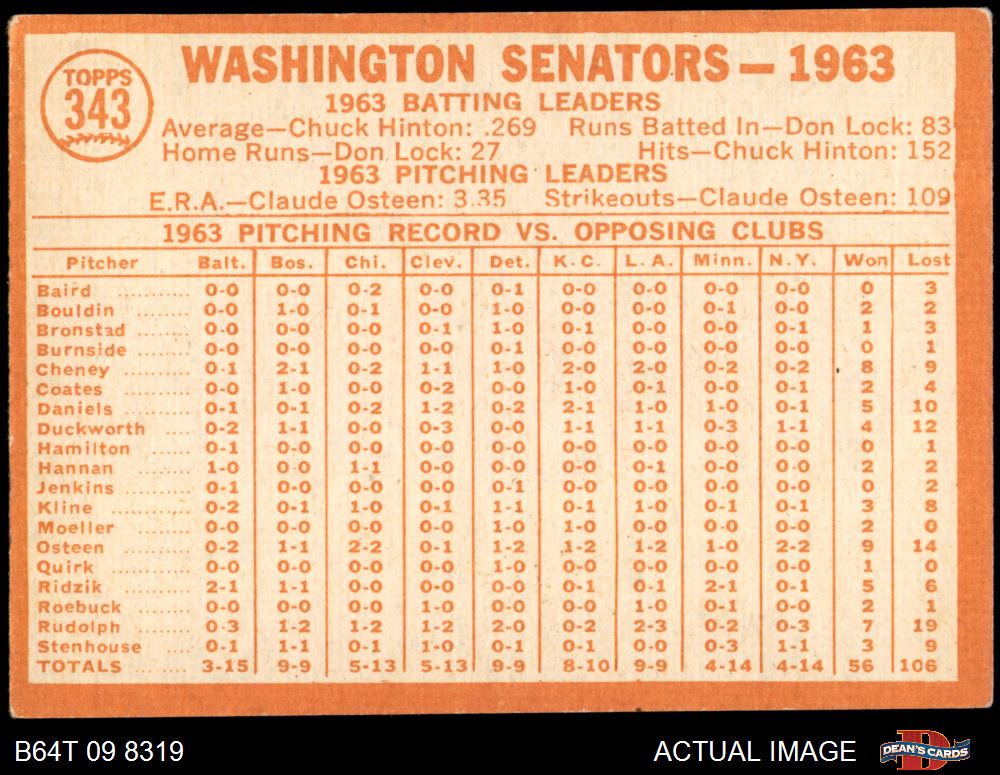 TOPPS
343
WASHINGTON SENATORS — 1963
1963 BATTING LEADERS
Average—Chuck Hinton: .269 Runs Batted In—Don Lock: 83
Home Runs—Don Lock: 27 Hits—Chuck Hinton: 152
1963 PITCHING LEADERS
E.R.A.—Claude Osteen: 3.35 Strikeouts—Claude Osteen: 109
1963 PITCHING RECORD VS. OPPOSING CLUBS
Pitcher Balt. Bos. Chi. Clev. Det. K.C. L.A. Minn. N.Y. Won Lost
Baird .......... 0-0 0-0 0-2 0-0 0-1 0-0 0-0 0-0 0-0 0 3
Bouldin ........ 0-0 1-0 0-1 0-0 1-0 0-0 0-0 0-1 0-0 2 2
Bronstad ....... 0-0 0-0 0-0 0-1 1-0 0-1 0-0 0-0 0-1 1 3
Burnside ....... 0-0 0-0 0-0 0-0 0-1 0-0 0-0 0-0 0-0 0 1
Cheney ......... 0-1 2-1 0-2 1-1 1-0 2-0 2-0 0-2 0-2 8 9
Coates ......... 0-0 1-0 0-0 0-2 0-0 1-0 0-1 0-0 0-1 2 4
Daniels ........ 0-1 0-1 0-2 1-2 0-2 2-1 1-0 1-0 0-1 5 10
Duckworth .... 0-2 1-1 0-0 0-3 0-0 1-1 1-1 0-3 1-1 4 12
Hamilton ...... 0-1 0-0 0-0 0-0 0-0 0-0 0-0 0-0 0-0 0 1
Hannan ........ 1-0 0-0 1-1 0-0 0-0 0-0 0-1 0-0 0-0 2 2
Jenkins ......... 0-1 0-0 0-0 0-0 0-1 0-0 0-0 0-0 0-0 0 2
Kline ............ 0-2 0-1 1-0 0-1 1-1 0-1 1-0 0-1 0-1 3 8
Moeller ........ 0-0 0-0 0-0 0-0 1-0 1-0 0-0 0-0 0-0 2 0
Osteen ......... 0-2 1-1 2-2 0-1 1-2 1-2 1-2 1-0 2-2 9 14
Quirk ........... 0-0 0-0 0-0 0-0 1-0 0-0 0-0 0-0 0-0 1 0
Ridzik .......... 2-1 1-1 0-0 0-0 0-0 0-1 0-1 2-1 0-1 5 6
Roebuck ....... 0-0 0-0 0-0 1-0 0-0 0-0 1-0 0-1 0-0 2 1
Rudolph ....... 0-3 1-2 1-2 1-2 2-0 0-2 2-3 0-2 0-3 7 19
Stenhouse .... 0-1 1-1 0-1 1-0 0-1 0-1 0-0 0-3 1-1 3 9
TOTALS 3-15 9-9 5-13 5-13 9-9 8-10 9-9 4-14 4-14 56 106
B64T 09 8319 ACTUAL IMAGE D DEAN'S CARDS